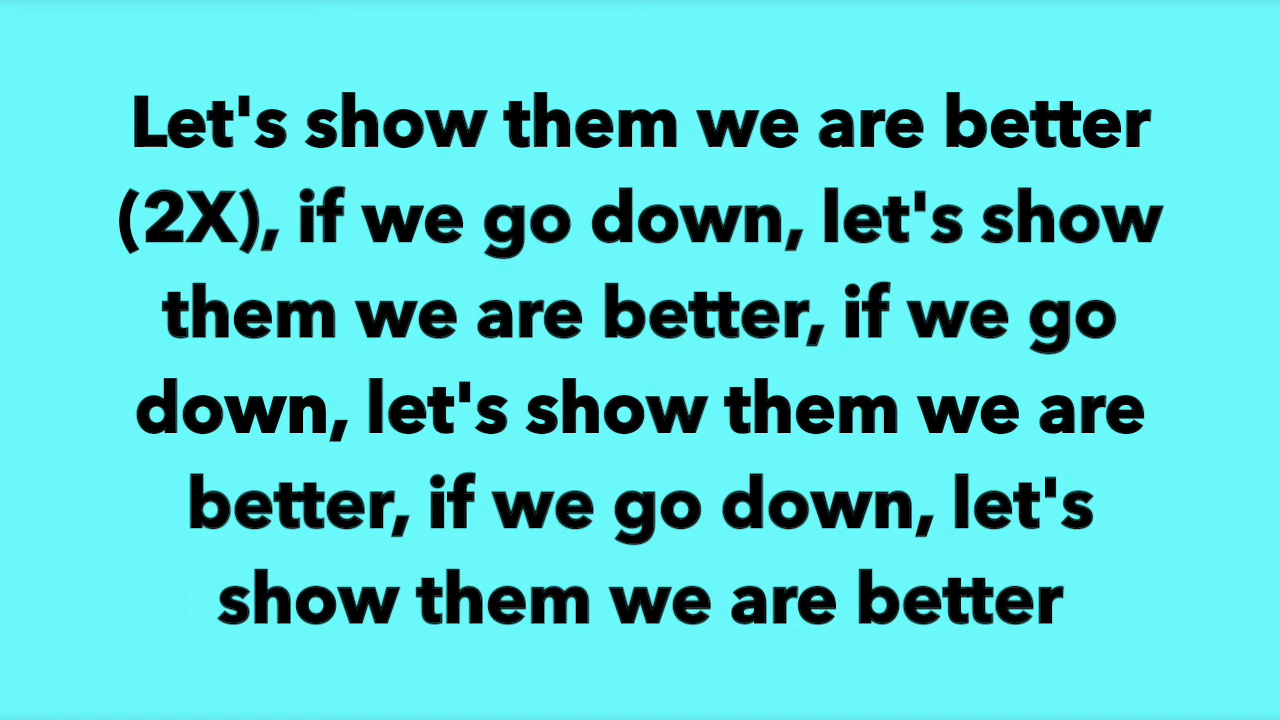 Let's show them we are better
(2X), if we go down, let's show
them we are better, if we go
down, let's show them we are
better, if we go down, let's
show them we are better